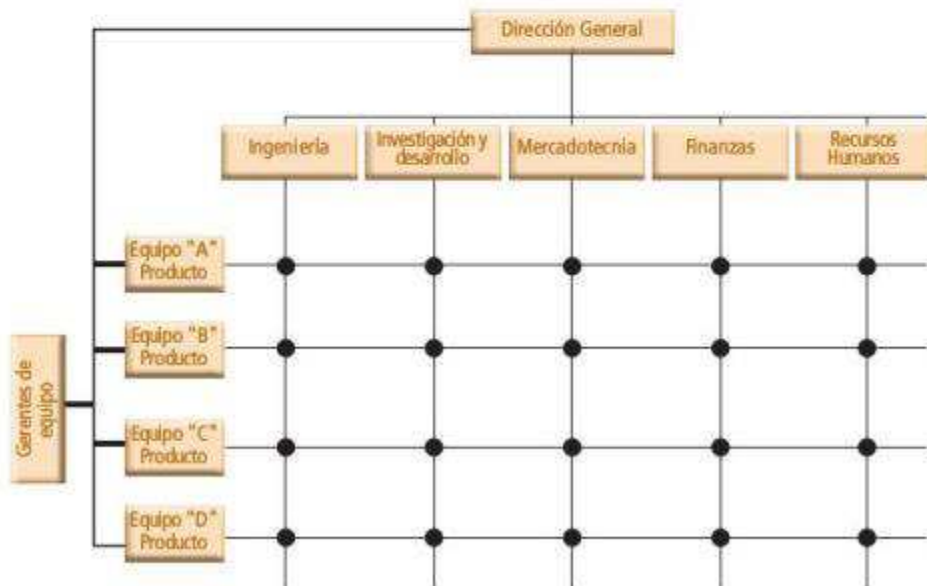 Dirección General
Ingeniería
Investigación y
desarrollo
Mercadotecnia
Finanzas
Recursos
Humanos
Equipo "A"
Producto
Equipo "B"
Producto
Gerentes de
equipo
Equipo "C"
Producto
Equipo "D"
Producto